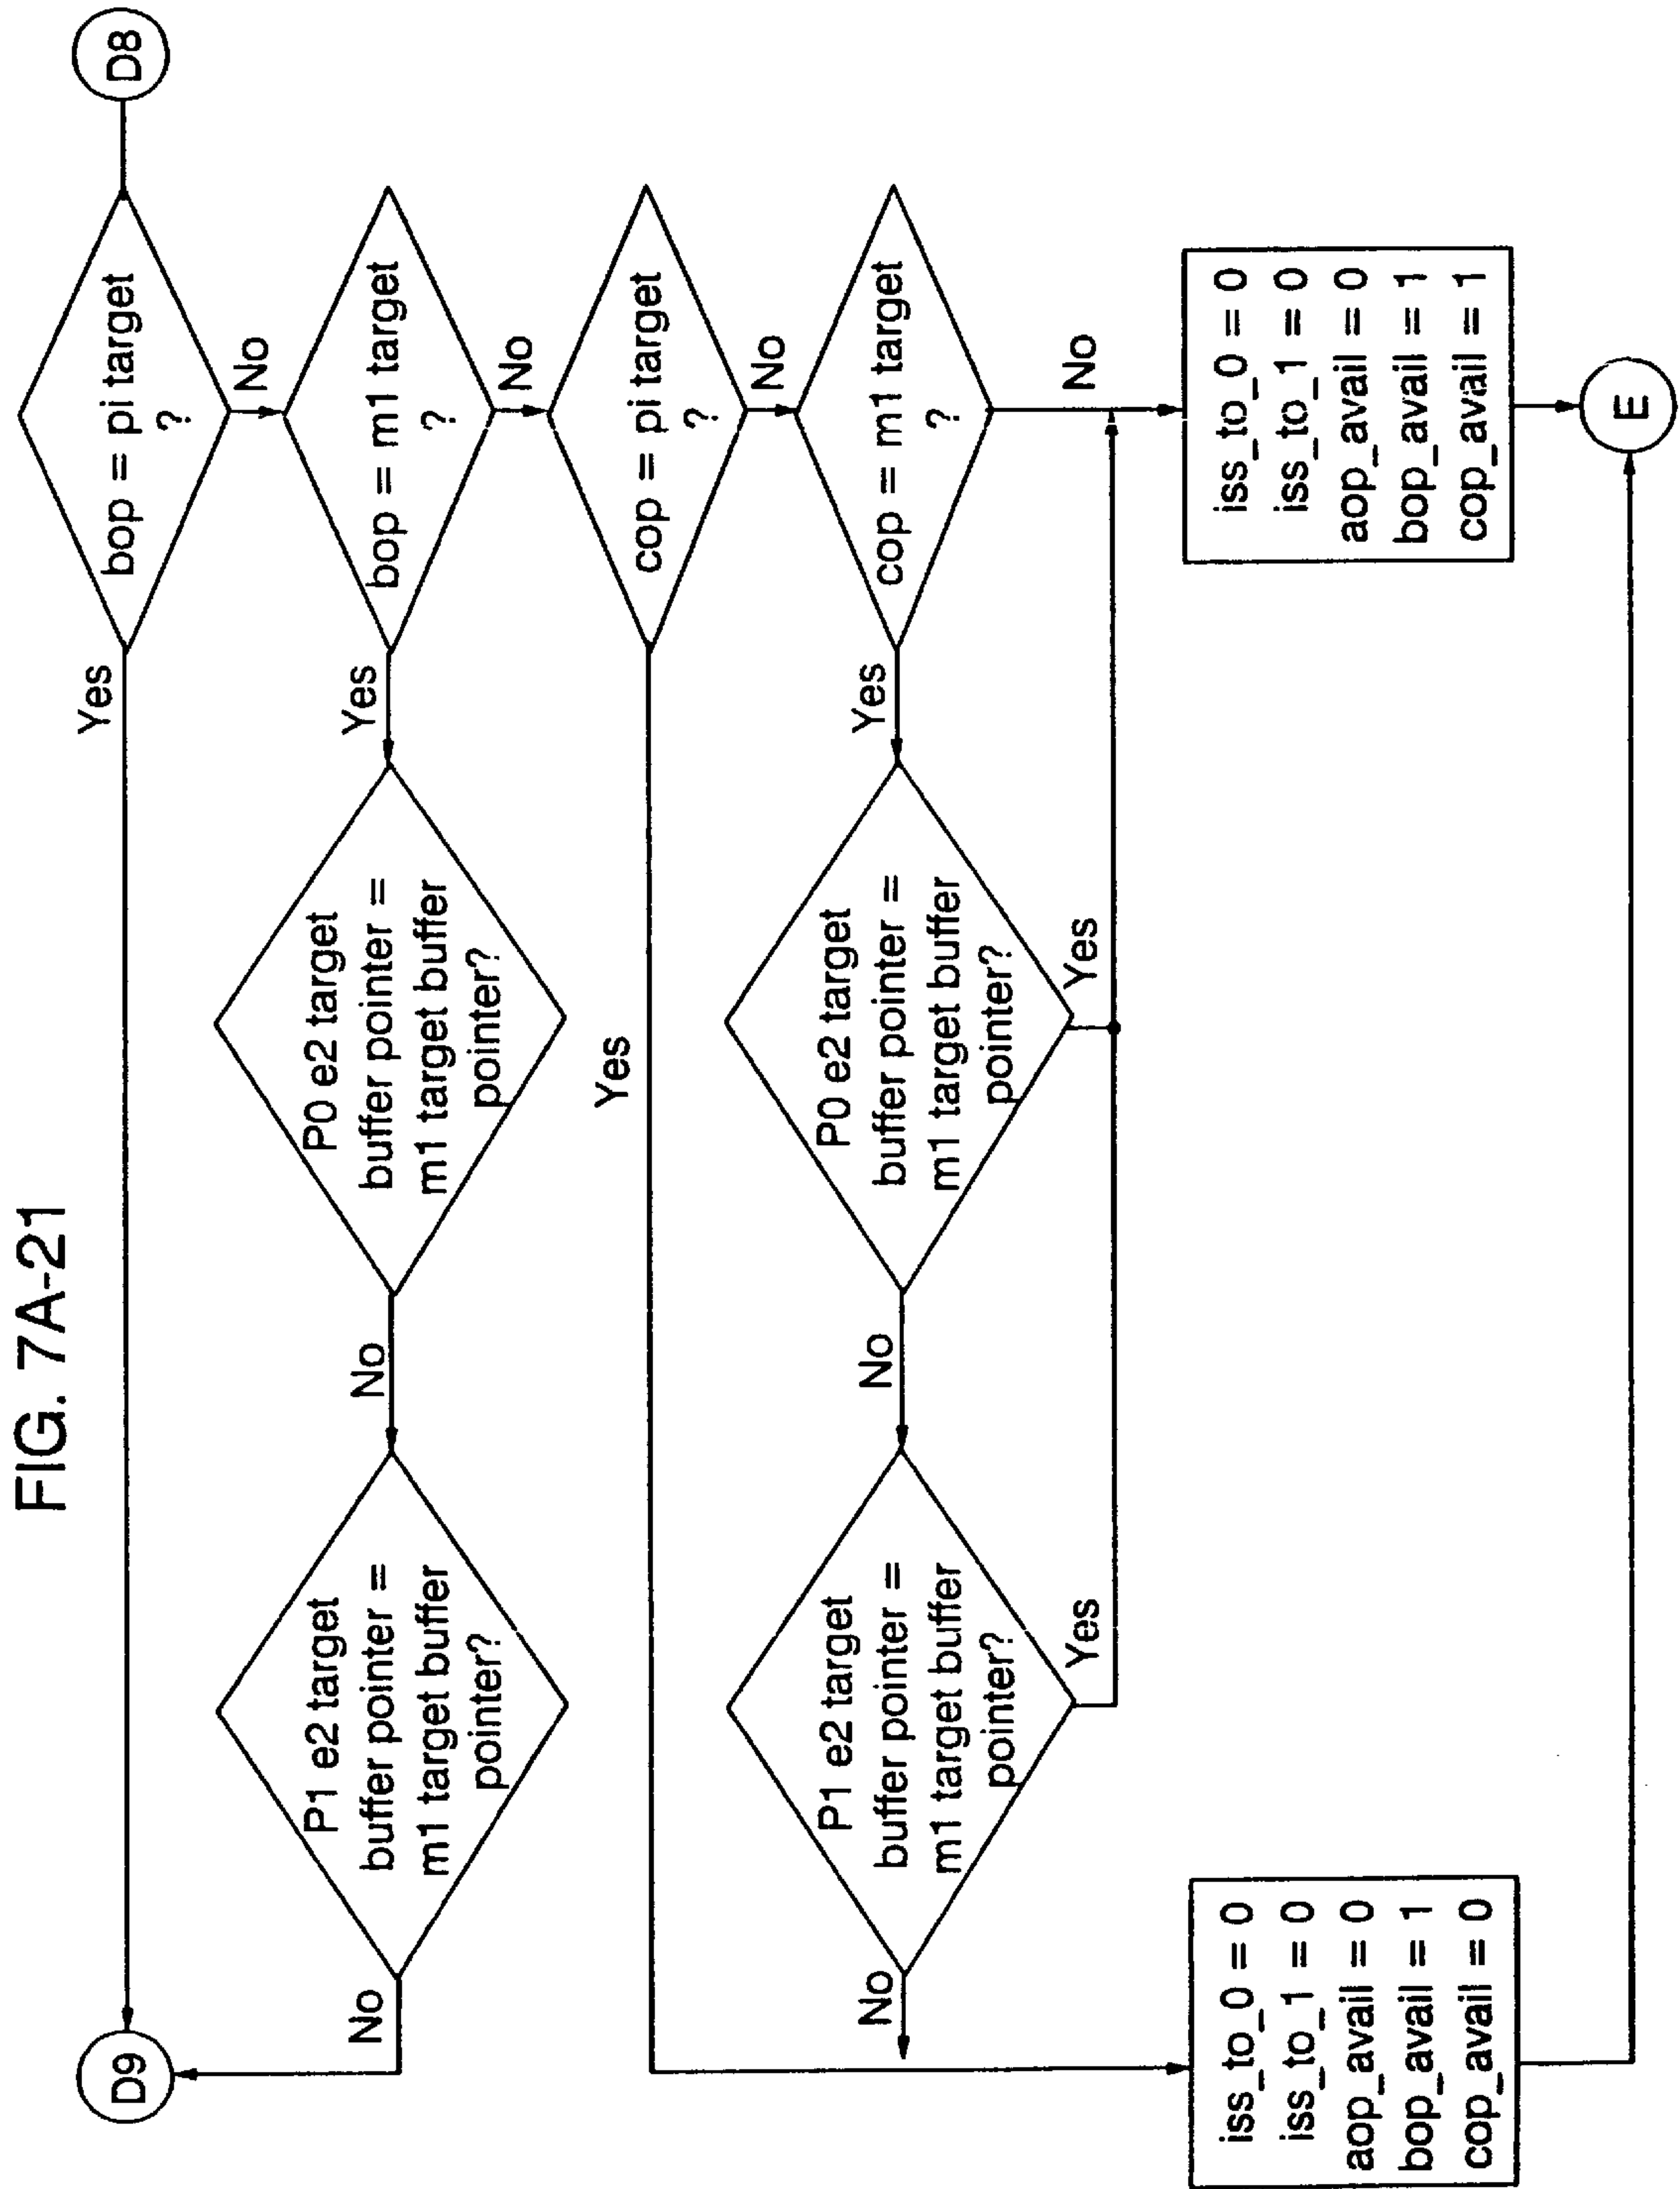 FIG. 7A-21
D8
bop = pi target
?
Yes
No
D9
bop = m1 target
?
Yes
No
P0 e2 target
buffer pointer =
m1 target buffer
pointer?
No
P1 e2 target
buffer pointer =
m1 target buffer
pointer?
No
cop = pi target
?
Yes
No
cop = m1 target
?
Yes
No
P0 e2 target
buffer pointer =
m1 target buffer
pointer?
Yes
No
P1 e2 target
buffer pointer =
m1 target buffer
pointer?
Yes
No
iss_to_0 = 0
iss_to_1 = 0
aop_avail = 0
bop_avail = 1
cop_avail = 1
iss_to_0 = 0
iss_to_1 = 0
aop_avail = 0
bop_avail = 1
cop_avail = 0
E